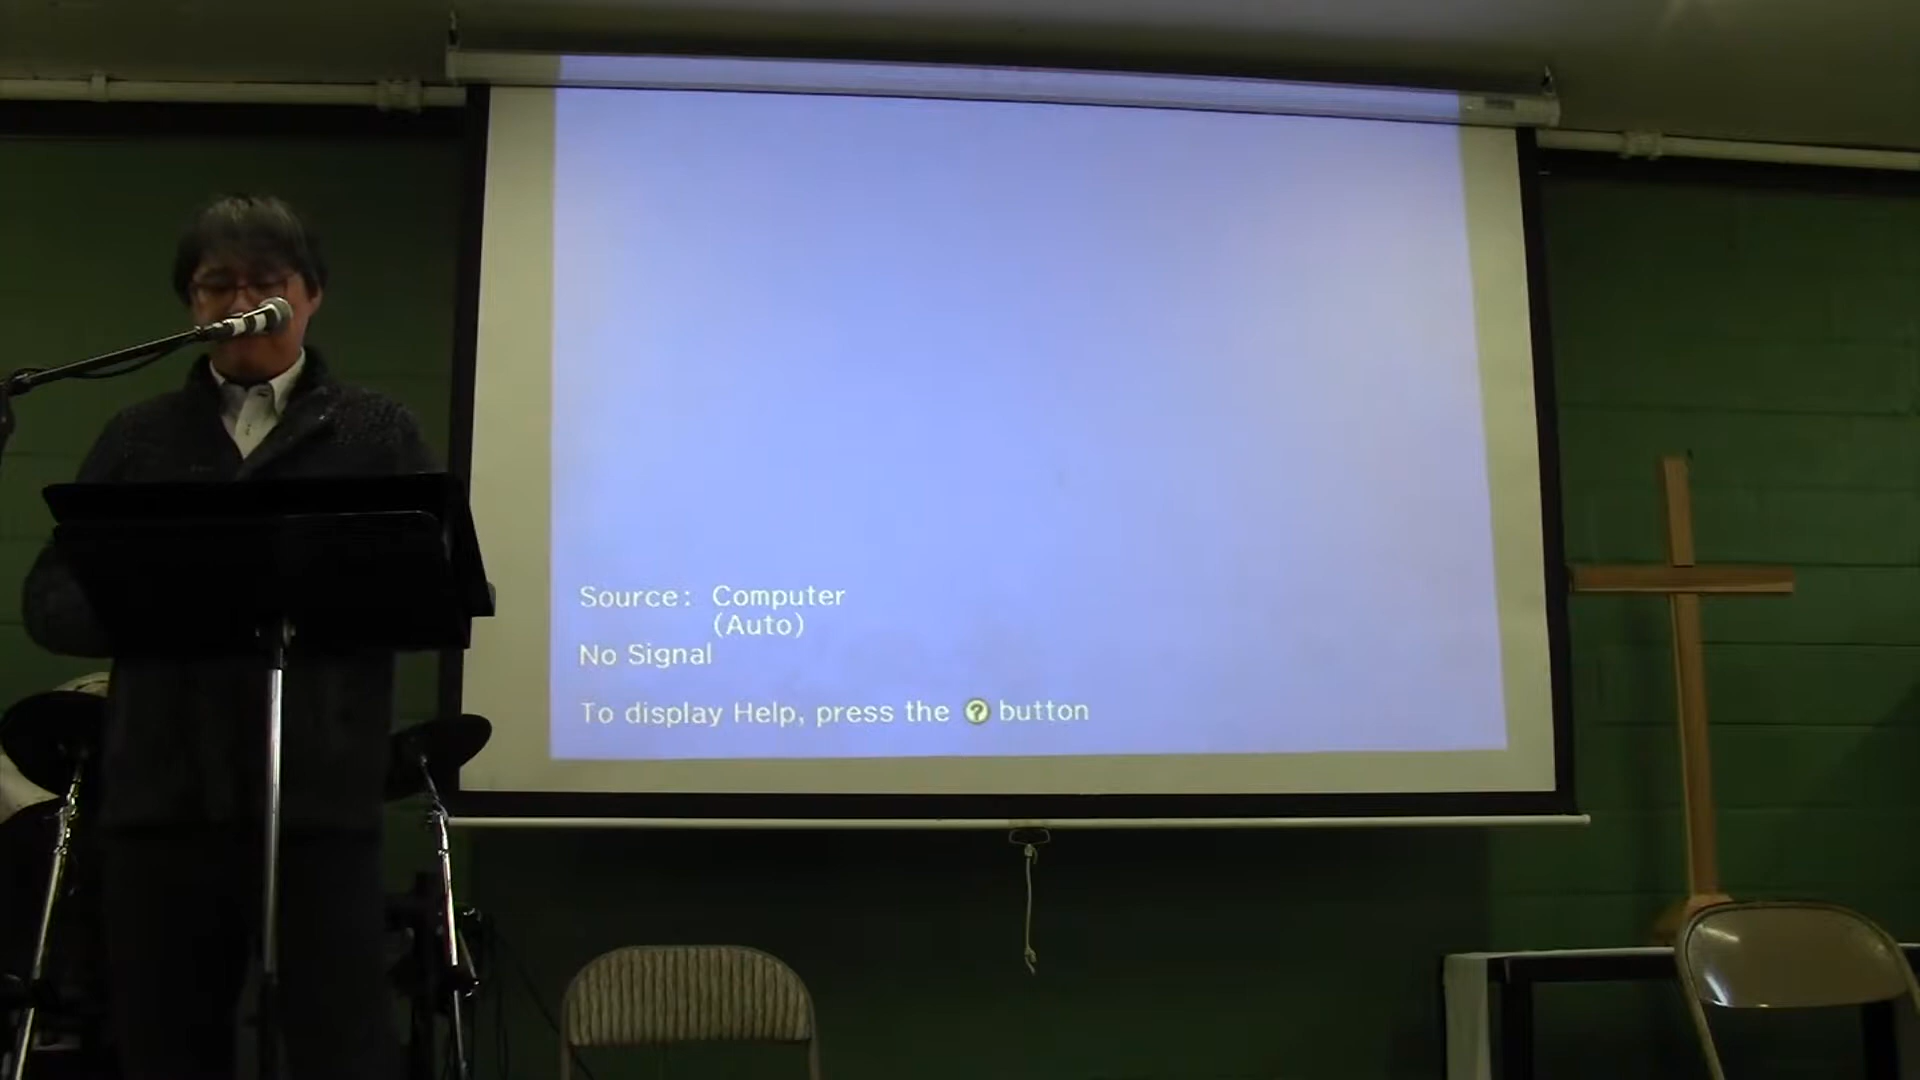 Source: Computer
(Auto)
No Signal
To display Help, press the ? button